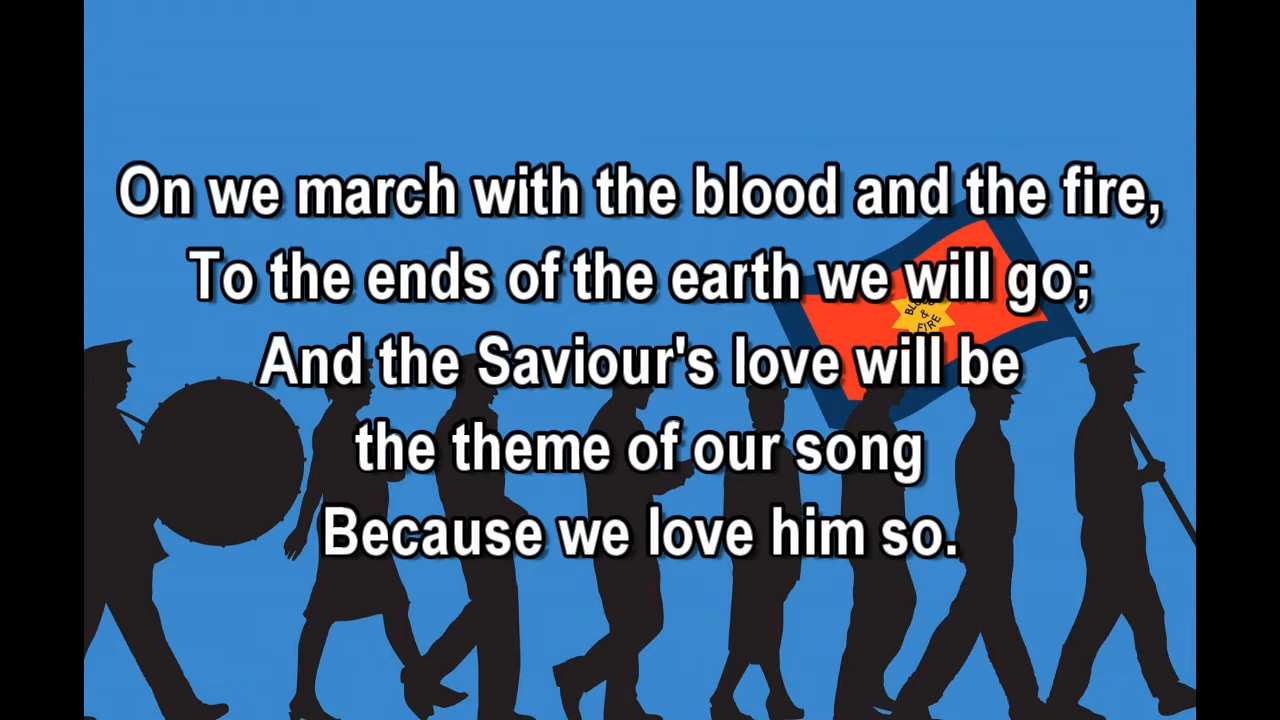 On we march with the blood and the fire,
To the ends of the earth we will go;
And the Saviour's love will be
the theme of our song
Because we love him so.
&
FIRE